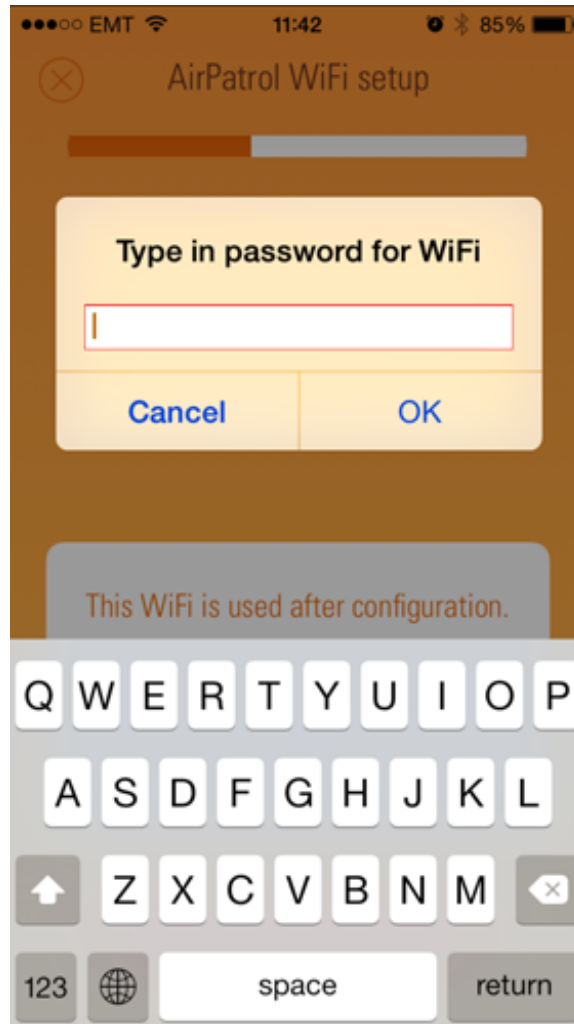 EMT 11:42 85%
AirPatrol WiFi setup
Type in password for WiFi
Cancel OK
This WiFi is used after configuration.
Q W E R T Y U I O P
A S D F G H J K L
Z X C V B N M
123 space return